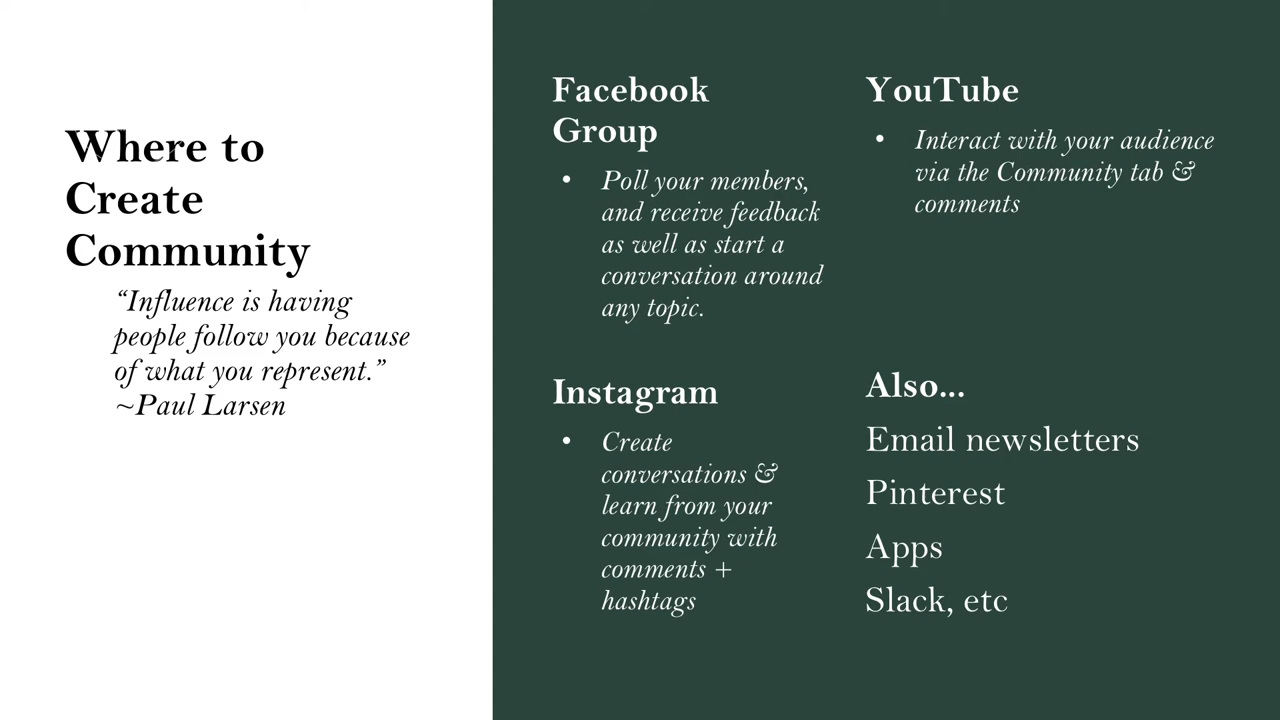 Where to
Create
Community
“Influence is having
people follow you because
of what you represent.”
~Paul Larsen
Facebook
Group
• Poll your members,
and receive feedback
as well as start a
conversation around
any topic.
Instagram
• Create
conversations &
learn from your
community with
comments +
hashtags
YouTube
• Interact with your audience
via the Community tab &
comments
Also...
Email newsletters
Pinterest
Apps
Slack, etc